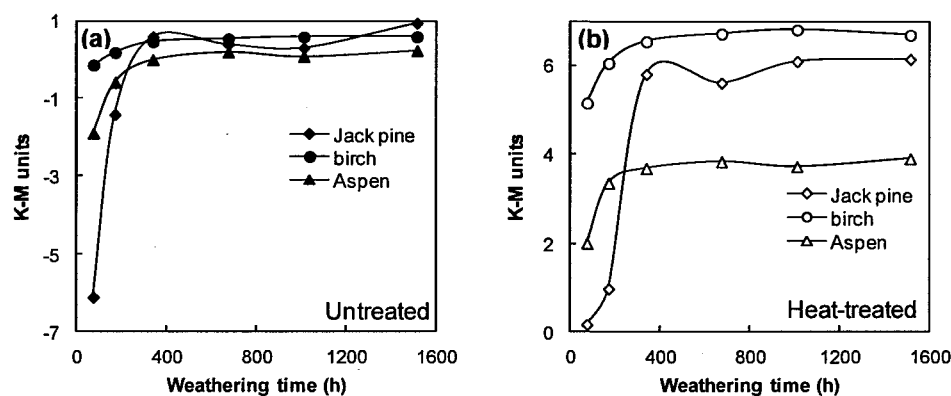 (a)
1
-1
-3
-5
-7
K-M units
Jack pine
birch
Aspen
Untreated
0 400 800 1200 1600
Weathering time (h)
(b)
6
4
2
0
K-M units
Jack pine
birch
Aspen
Heat-treated
0 400 800 1200 1600
Weathering time (h)